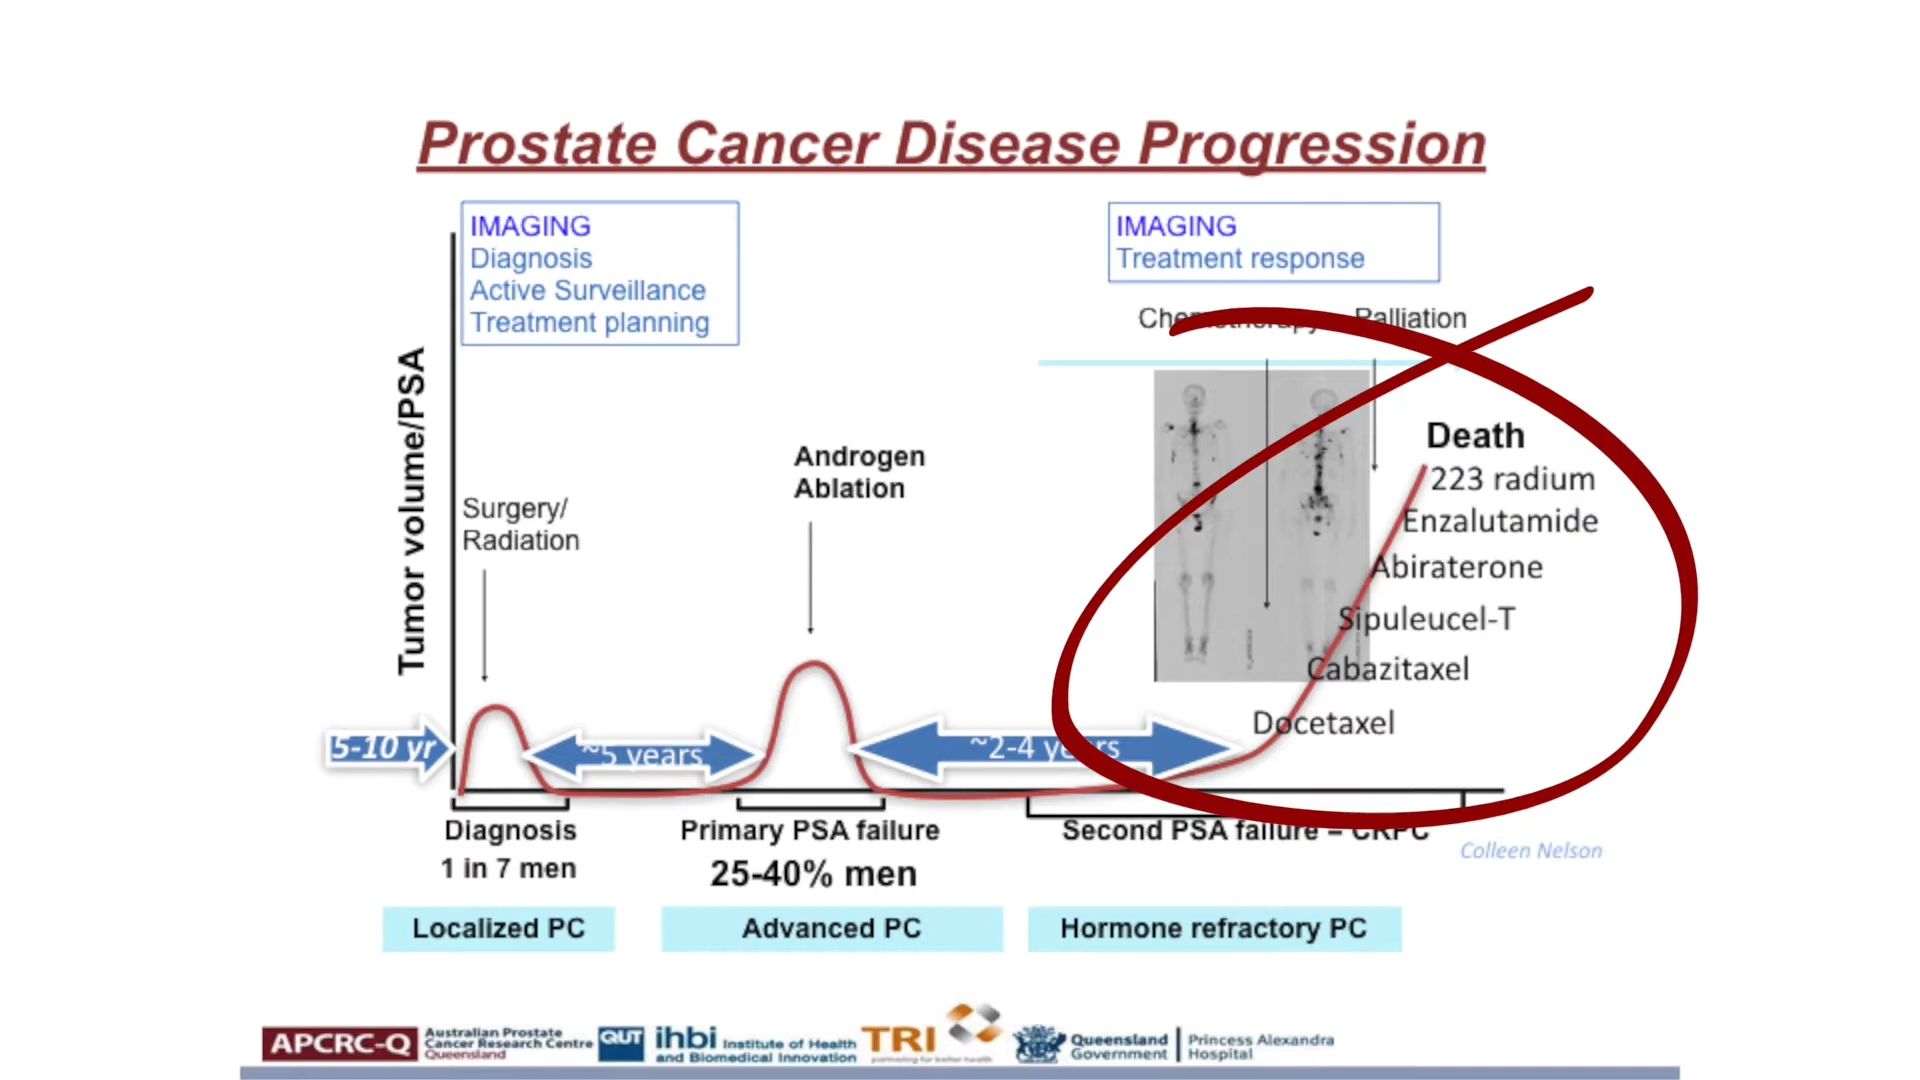 Prostate Cancer Disease Progression
IMAGING
Diagnosis
Active Surveillance
Treatment planning
IMAGING
Treatment response
Chemotherapy
Palliation
Tumor volume/PSA
Surgery/
Radiation
Androgen
Ablation
Death
223 radium
Enzalutamide
Abiraterone
Sipuleucel-T
Cabazitaxel
Docetaxel
5-10 yr
~5 years
~2-4 years
Diagnosis
1 in 7 men
Primary PSA failure
25-40% men
Second PSA failure = CRPC
Colleen Nelson
Localized PC
Advanced PC
Hormone refractory PC
APCRC-Q
Australian Prostate
Cancer Research Centre
Queensland
QUT
ihbi Institute of Health
and Biomedical Innovation
TRI
partnering for better health
Queensland
Government
Princess Alexandra
Hospital